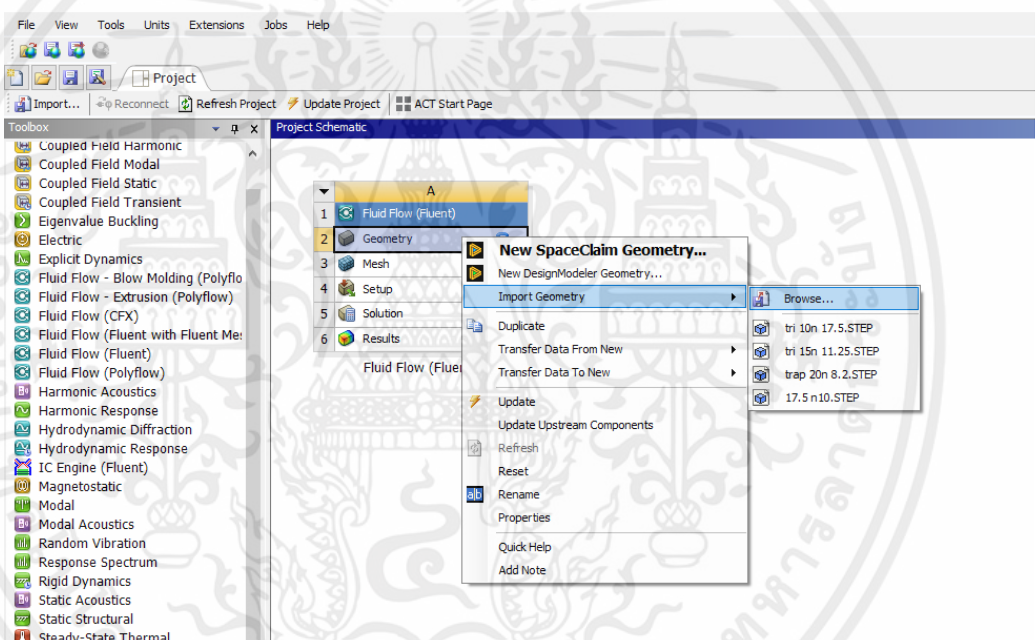 File View Tools Units Extensions Jobs Help
Project
Import... Reconnect Refresh Project Update Project ACT Start Page
Toolbox
Project Schematic
Coupled Field Harmonic
Coupled Field Modal
Coupled Field Static
Coupled Field Transient
Eigenvalue Buckling
Electric
Explicit Dynamics
Fluid Flow - Blow Molding (Polyflo
Fluid Flow - Extrusion (Polyflow)
Fluid Flow (CFX)
Fluid Flow (Fluent with Fluent Me
Fluid Flow (Fluent)
Fluid Flow (Polyflow)
Harmonic Acoustics
Harmonic Response
Hydrodynamic Diffraction
Hydrodynamic Response
IC Engine (Fluent)
Magnetostatic
Modal
Modal Acoustics
Random Vibration
Response Spectrum
Rigid Dynamics
Static Acoustics
Static Structural
Steady-State Thermal
A
1 Fluid Flow (Fluent)
2 Geometry
3 Mesh
4 Setup
5 Solution
6 Results
Fluid Flow (Flue
New SpaceClaim Geometry...
New DesignModeler Geometry...
Import Geometry
Duplicate
Transfer Data From New
Transfer Data To New
Update
Update Upstream Components
Refresh
Reset
ab Rename
Properties
Quick Help
Add Note
Browse...
tri 10n 17.5.STEP
tri 15n 11.25.STEP
trap 20n 8.2.STEP
17.5 n10.STEP